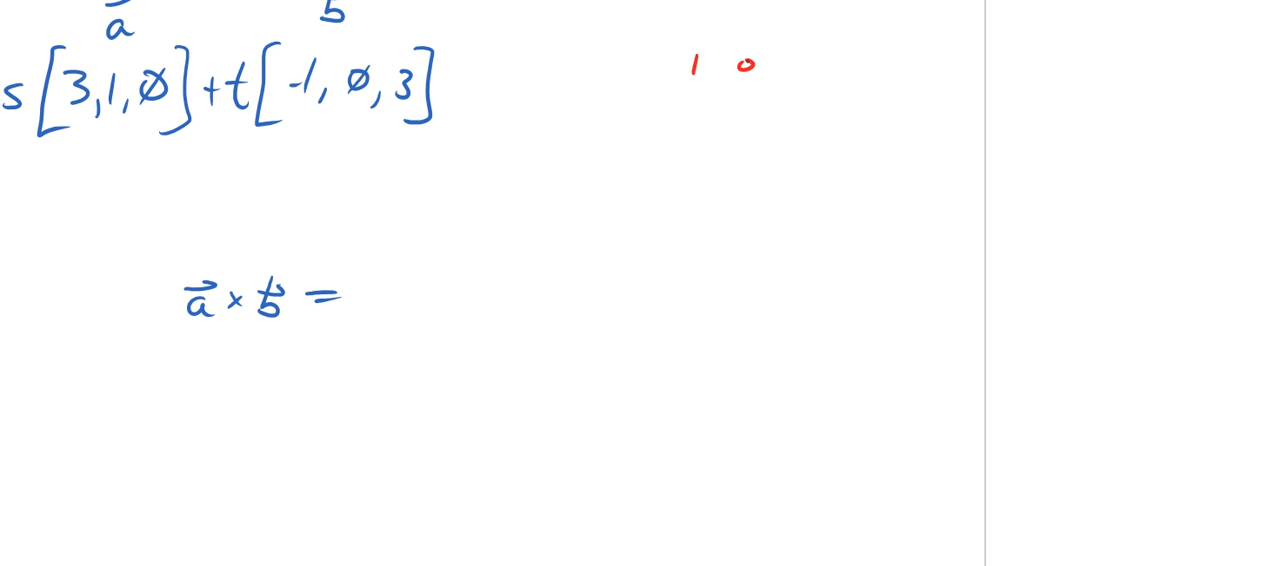 a⃗ b
s[3,1,∅]+t[-1,∅,3] 1 0
a⃗ × b⃗ =